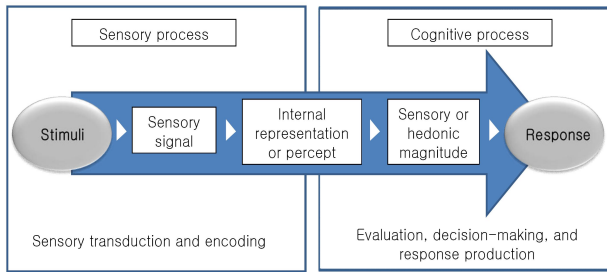 Sensory process
Cognitive process
Stimuli
Sensory
signal
Internal
representation
or percept
Sensory or
hedonic
magnitude
Response
Sensory transduction and encoding
Evaluation, decision-making, and
response production